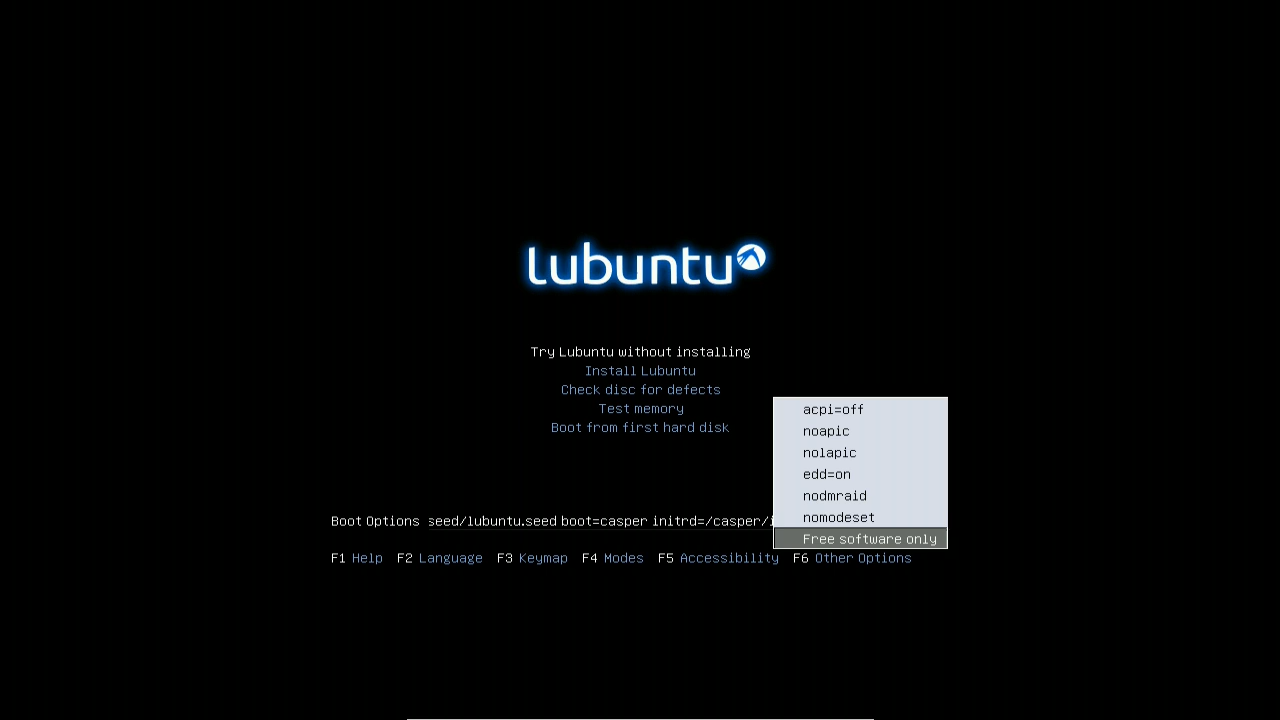 lubuntu
Try Lubuntu without installing
Install Lubuntu
Check disc for defects
Test memory
Boot from first hard disk
acpi=off
noapic
nolapic
edd=on
nodmraid
nomodeset
Free software only
Boot Options seed/lubuntu.seed boot=casper initrd=/casper/i
F1 Help F2 Language F3 Keymap F4 Modes F5 Accessibility F6 Other Options